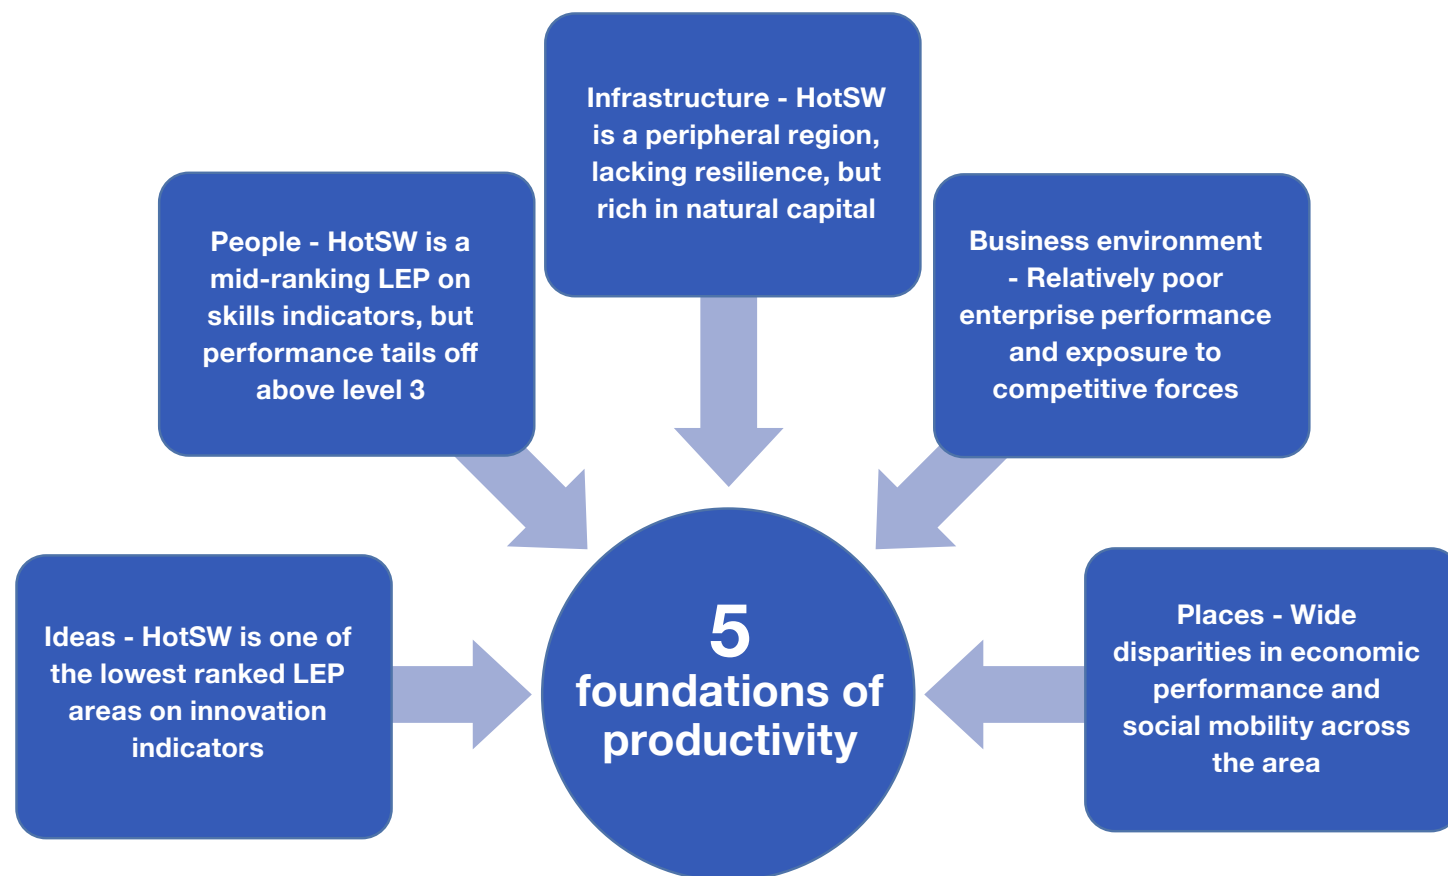 Infrastructure - HotSW
is a peripheral region,
lacking resilience, but
rich in natural capital
People - HotSW is a
mid-ranking LEP on
skills indicators, but
performance tails off
above level 3
Business environment
- Relatively poor
enterprise performance
and exposure to
competitive forces
Ideas - HotSW is one of
the lowest ranked LEP
areas on innovation
indicators
5
foundations of
productivity
Places - Wide
disparities in economic
performance and
social mobility across
the area